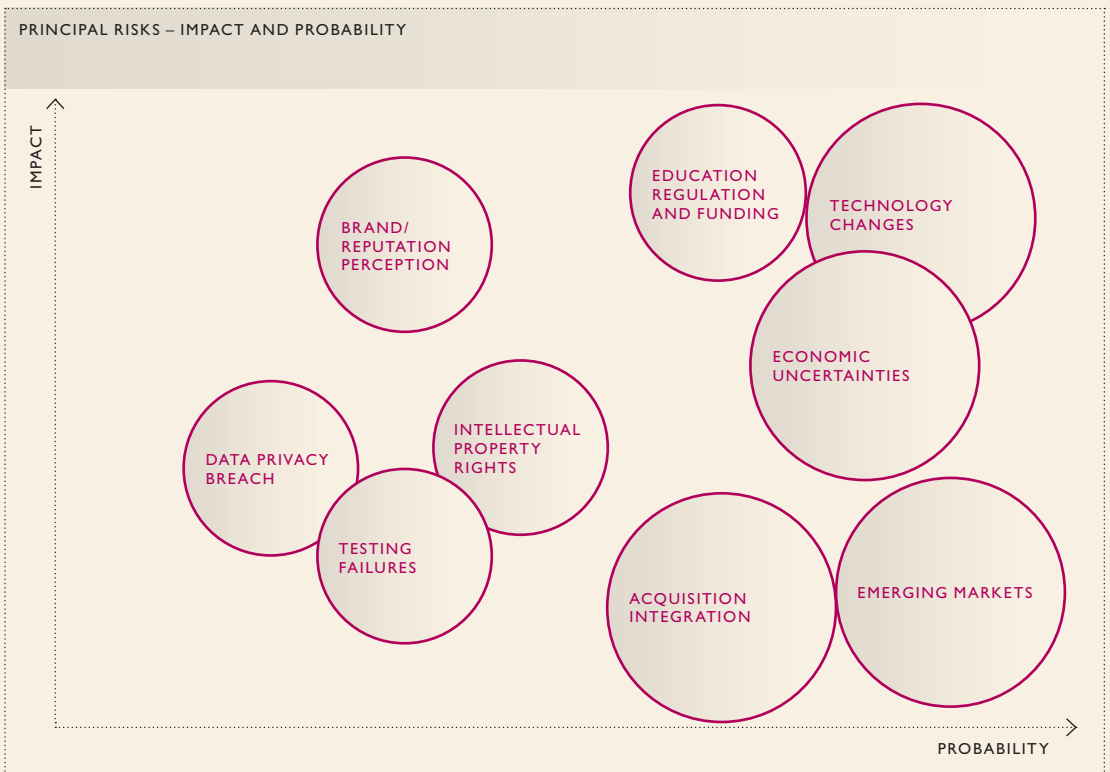 PRINCIPAL RISKS – IMPACT AND PROBABILITY
IMPACT
EDUCATION
REGULATION
AND FUNDING
TECHNOLOGY
CHANGES
BRAND/
REPUTATION
PERCEPTION
ECONOMIC
UNCERTAINTIES
INTELLECTUAL
PROPERTY
RIGHTS
DATA PRIVACY
BREACH
TESTING
FAILURES
ACQUISITION
INTEGRATION
EMERGING MARKETS
PROBABILITY